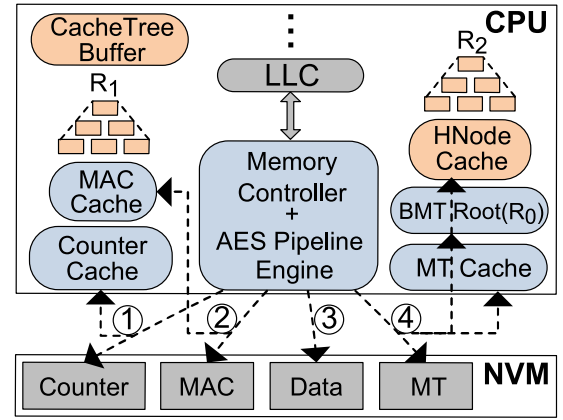 CacheTree
Buffer
CPU
R1
LLC
R2
HNode
Cache
MAC
Cache
Memory
Controller
+
AES Pipeline
Engine
BMT Root(R0)
Counter
Cache
MT Cache
1
2
3
4
NVM
Counter
MAC
Data
MT